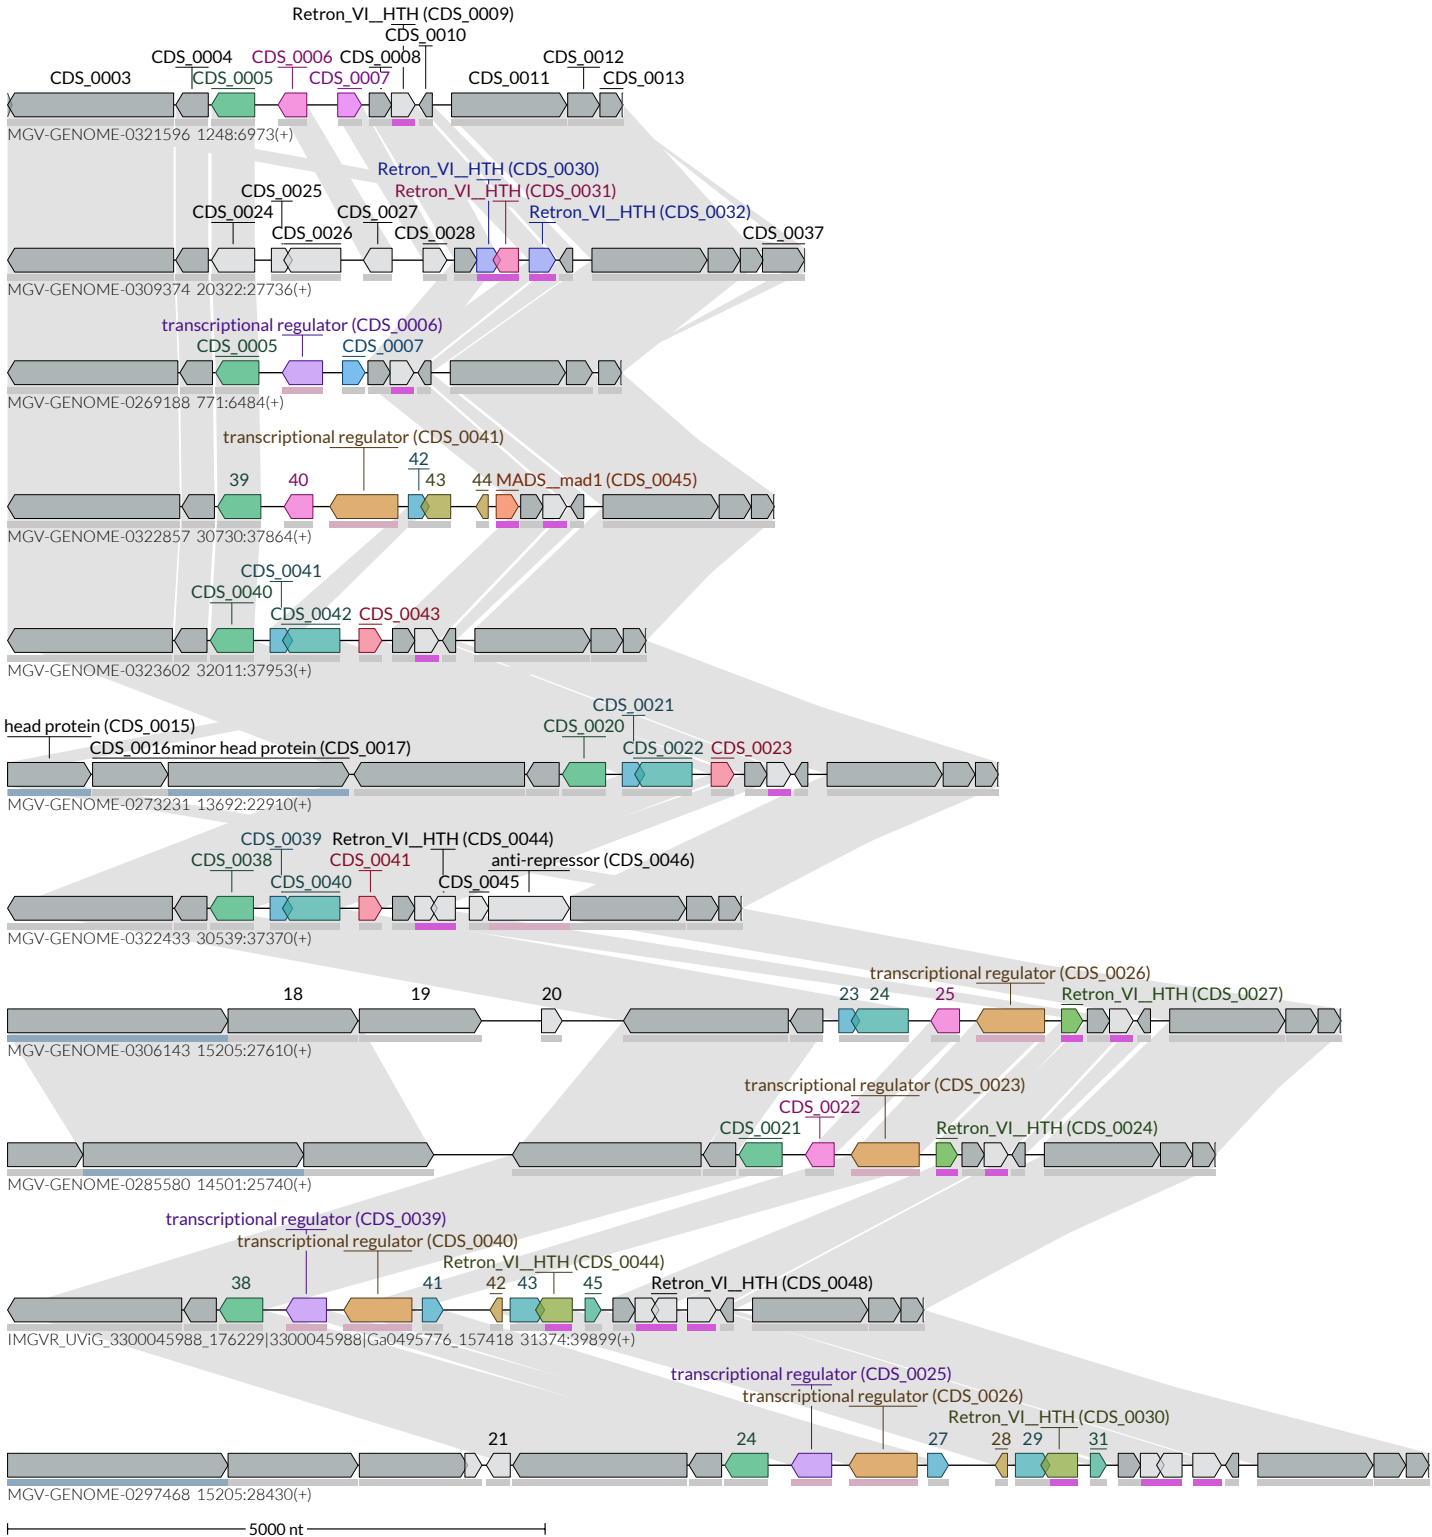 Retron_VI__HTH (CDS_0009)
CDS_0010
CDS_0004 CDS_0006 CDS_0008 CDS_0012
CDS_0003 CDS_0005 CDS_0007 CDS_0011 CDS_0013
MGV-GENOME-0321596 1248:6973(+)
Retron_VI__HTH (CDS_0030)
CDS_0025 Retron_VI__HTH (CDS_0031)
CDS_0024 CDS_0027 Retron_VI__HTH (CDS_0032)
CDS_0026 CDS_0028 CDS_0037
MGV-GENOME-0309374 20322:27736(+)
transcriptional regulator (CDS_0006)
CDS_0005 CDS_0007
MGV-GENOME-0269188 771:6484(+)
transcriptional regulator (CDS_0041)
42
39 40 43 44 MADS__mad1 (CDS_0045)
MGV-GENOME-0322857 30730:37864(+)
CDS_0041
CDS_0040
CDS_0042 CDS_0043
MGV-GENOME-0323602 32011:37953(+)
CDS_0021
head protein (CDS_0015) CDS_0020
CDS_0016 minor head protein (CDS_0017) CDS_0022 CDS_0023
MGV-GENOME-0273231 13692:22910(+)
CDS_0039 Retron_VI__HTH (CDS_0044)
CDS_0038 CDS_0041 anti-repressor (CDS_0046)
CDS_0040 CDS_0045
MGV-GENOME-0322433 30539:37370(+)
transcriptional regulator (CDS_0026)
18 19 20 23 24 25 Retron_VI__HTH (CDS_0027)
MGV-GENOME-0306143 15205:27610(+)
transcriptional regulator (CDS_0023)
CDS_0022
CDS_0021 Retron_VI__HTH (CDS_0024)
MGV-GENOME-0285580 14501:25740(+)
transcriptional regulator (CDS_0039)
transcriptional regulator (CDS_0040)
Retron_VI__HTH (CDS_0044)
38 41 42 43 45 Retron_VI__HTH (CDS_0048)
IMGVR_UViG_3300045988_176229|3300045988|Ga0495776_157418 31374:39899(+)
transcriptional regulator (CDS_0025)
transcriptional regulator (CDS_0026)
Retron_VI__HTH (CDS_0030)
21 24 27 28 29 31
MGV-GENOME-0297468 15205:28430(+)
5000 nt